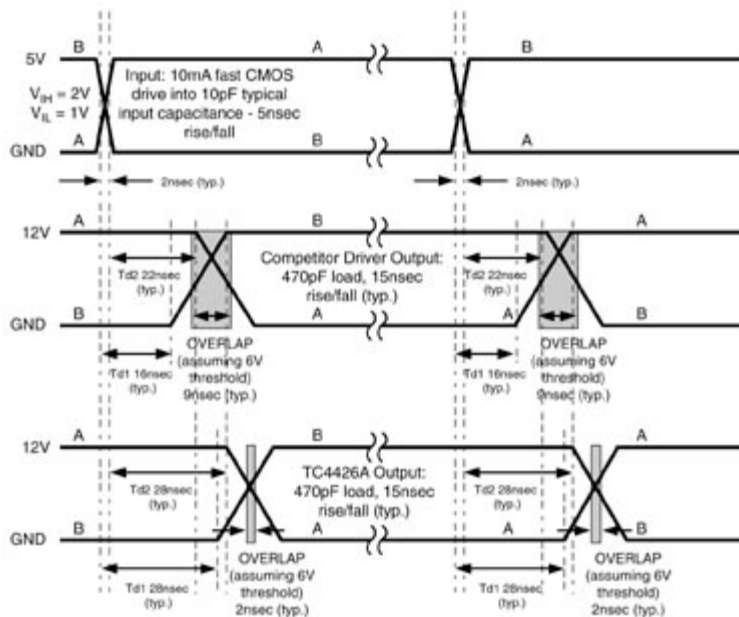 B A B
5V
Input: 10mA fast CMOS
drive into 10pF typical
input capacitance - 5nsec
rise/fall
VIH = 2V
VIL = 1V
A B A
GND
2nsec (typ.) 2nsec (typ.)
12V A B A
Td2 22nsec
(typ.)
Competitor Driver Output:
470pF load, 15nsec
rise/fall (typ.)
Td2 22nsec
(typ.)
GND B A A B
Td1 16nsec
(typ.)
OVERLAP
(assuming 6V
threshold)
9nsec (typ.)
Td1 16nsec
(typ.)
OVERLAP
(assuming 6V
threshold)
9nsec (typ.)
12V A B A
Td2 28nsec
(typ.)
TC4426A Output:
470pF load, 15nsec
rise/fall (typ.)
Td2 28nsec
(typ.)
GND B A A B
Td1 28nsec
(typ.)
OVERLAP
(assuming 6V
threshold)
2nsec (typ.)
Td1 28nsec
(typ.)
OVERLAP
(assuming 6V
threshold)
2nsec (typ.)